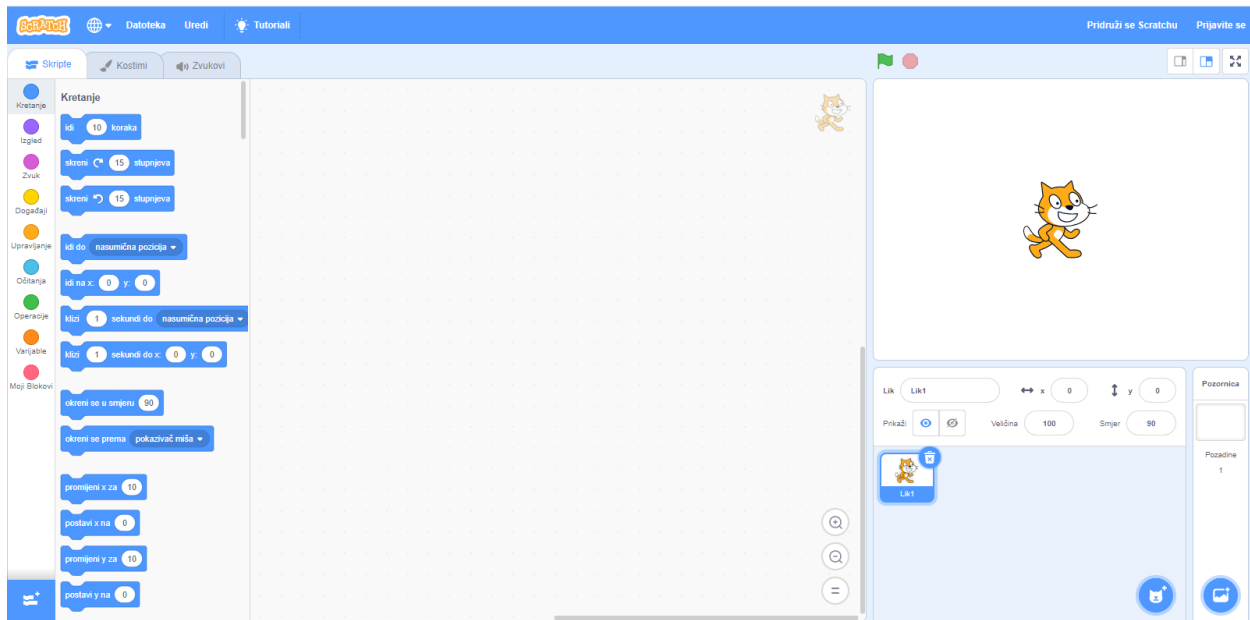 SCRATCH Datoteka Uredi Tutoriali Pridruži se Scratchu Prijavite se
Skripte Kostimi Zvukovi
Kretanje
Izgled
Zvuk
Događaji
Upravljanje
Očitanja
Operacije
Varijable
Moji Blokovi
Kretanje
idi 10 koraka
skreni 15 stupnjeva
skreni 15 stupnjeva
idi do nasumična pozicija
idi na x: 0 y: 0
klizi 1 sekundi do nasumična pozicija
klizi 1 sekundi do x: 0 y: 0
okreni se u smjeru 90
okreni se prema pokazivač miša
promijeni x za 10
postavi x na 0
promijeni y za 10
postavi y na 0
Lik Lik1 x 0 y 0
Prikaži Veličina 100 Smjer 90
Lik1
Pozornica
Pozadine
1